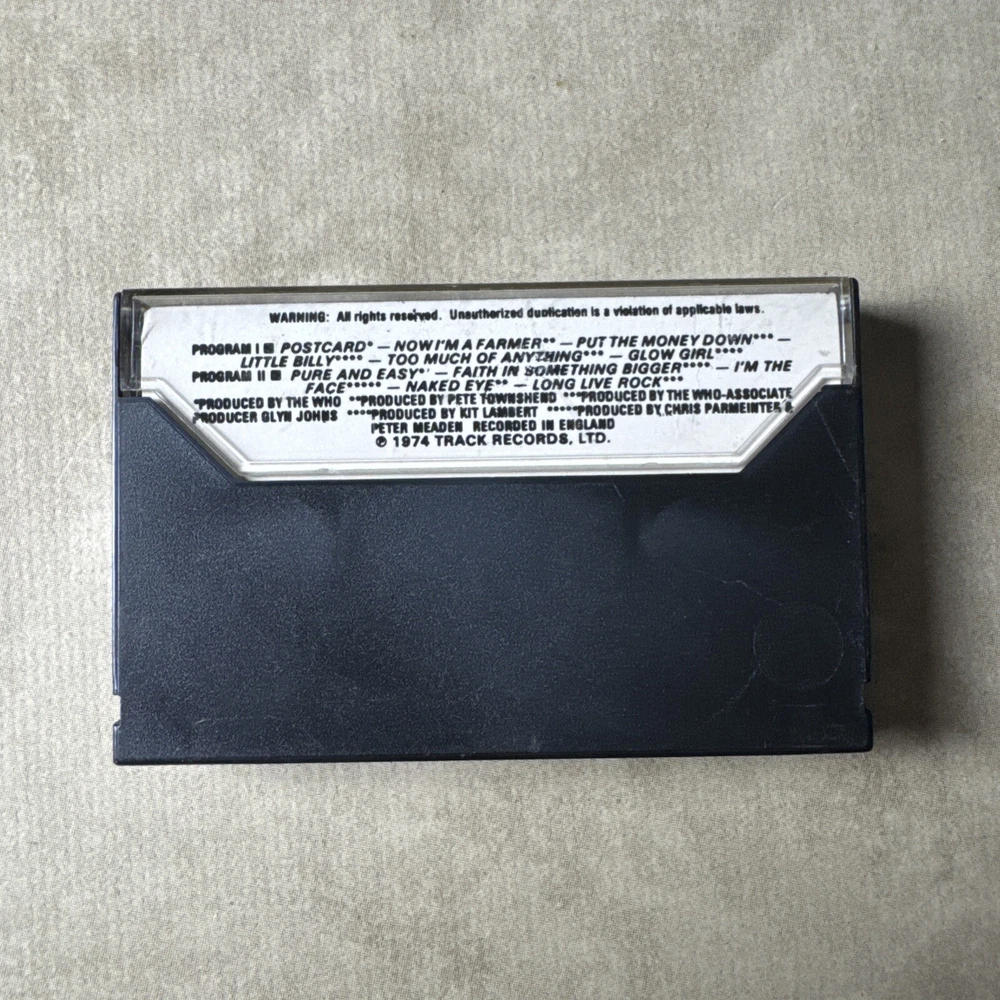 WARNING: All rights reserved. Unauthorized duplication is a violation of applicable laws.
PROGRAM I ■ POSTCARD* — NOW I'M A FARMER** — PUT THE MONEY DOWN*** —
LITTLE BILLY**** — TOO MUCH OF ANYTHING*** — GLOW GIRL****
PROGRAM II ■ PURE AND EASY** — FAITH IN SOMETHING BIGGER**** — I'M THE
FACE***** — NAKED EYE** — LONG LIVE ROCK***
*PRODUCED BY THE WHO **PRODUCED BY PETE TOWNSHEND ***PRODUCED BY THE WHO-ASSOCIATE
PRODUCER GLYN JOHNS ****PRODUCED BY KIT LAMBERT *****PRODUCED BY CHRIS PARMEINTER &
PETER MEADEN RECORDED IN ENGLAND
℗ 1974 TRACK RECORDS, LTD.